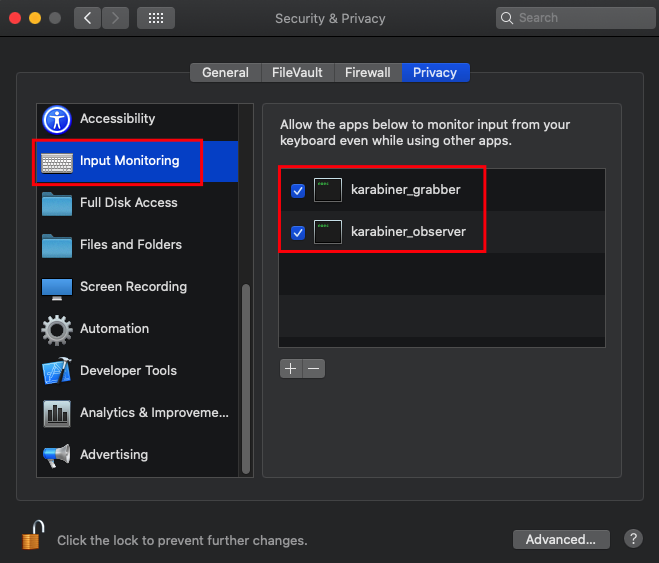 Security & Privacy
Search
General
FileVault
Firewall
Privacy
Accessibility
Input Monitoring
Full Disk Access
Files and Folders
Screen Recording
Automation
Developer Tools
Analytics & Improveme...
Advertising
Allow the apps below to monitor input from your
keyboard even while using other apps.
karabiner_grabber
karabiner_observer
Click the lock to prevent further changes.
Advanced...
?